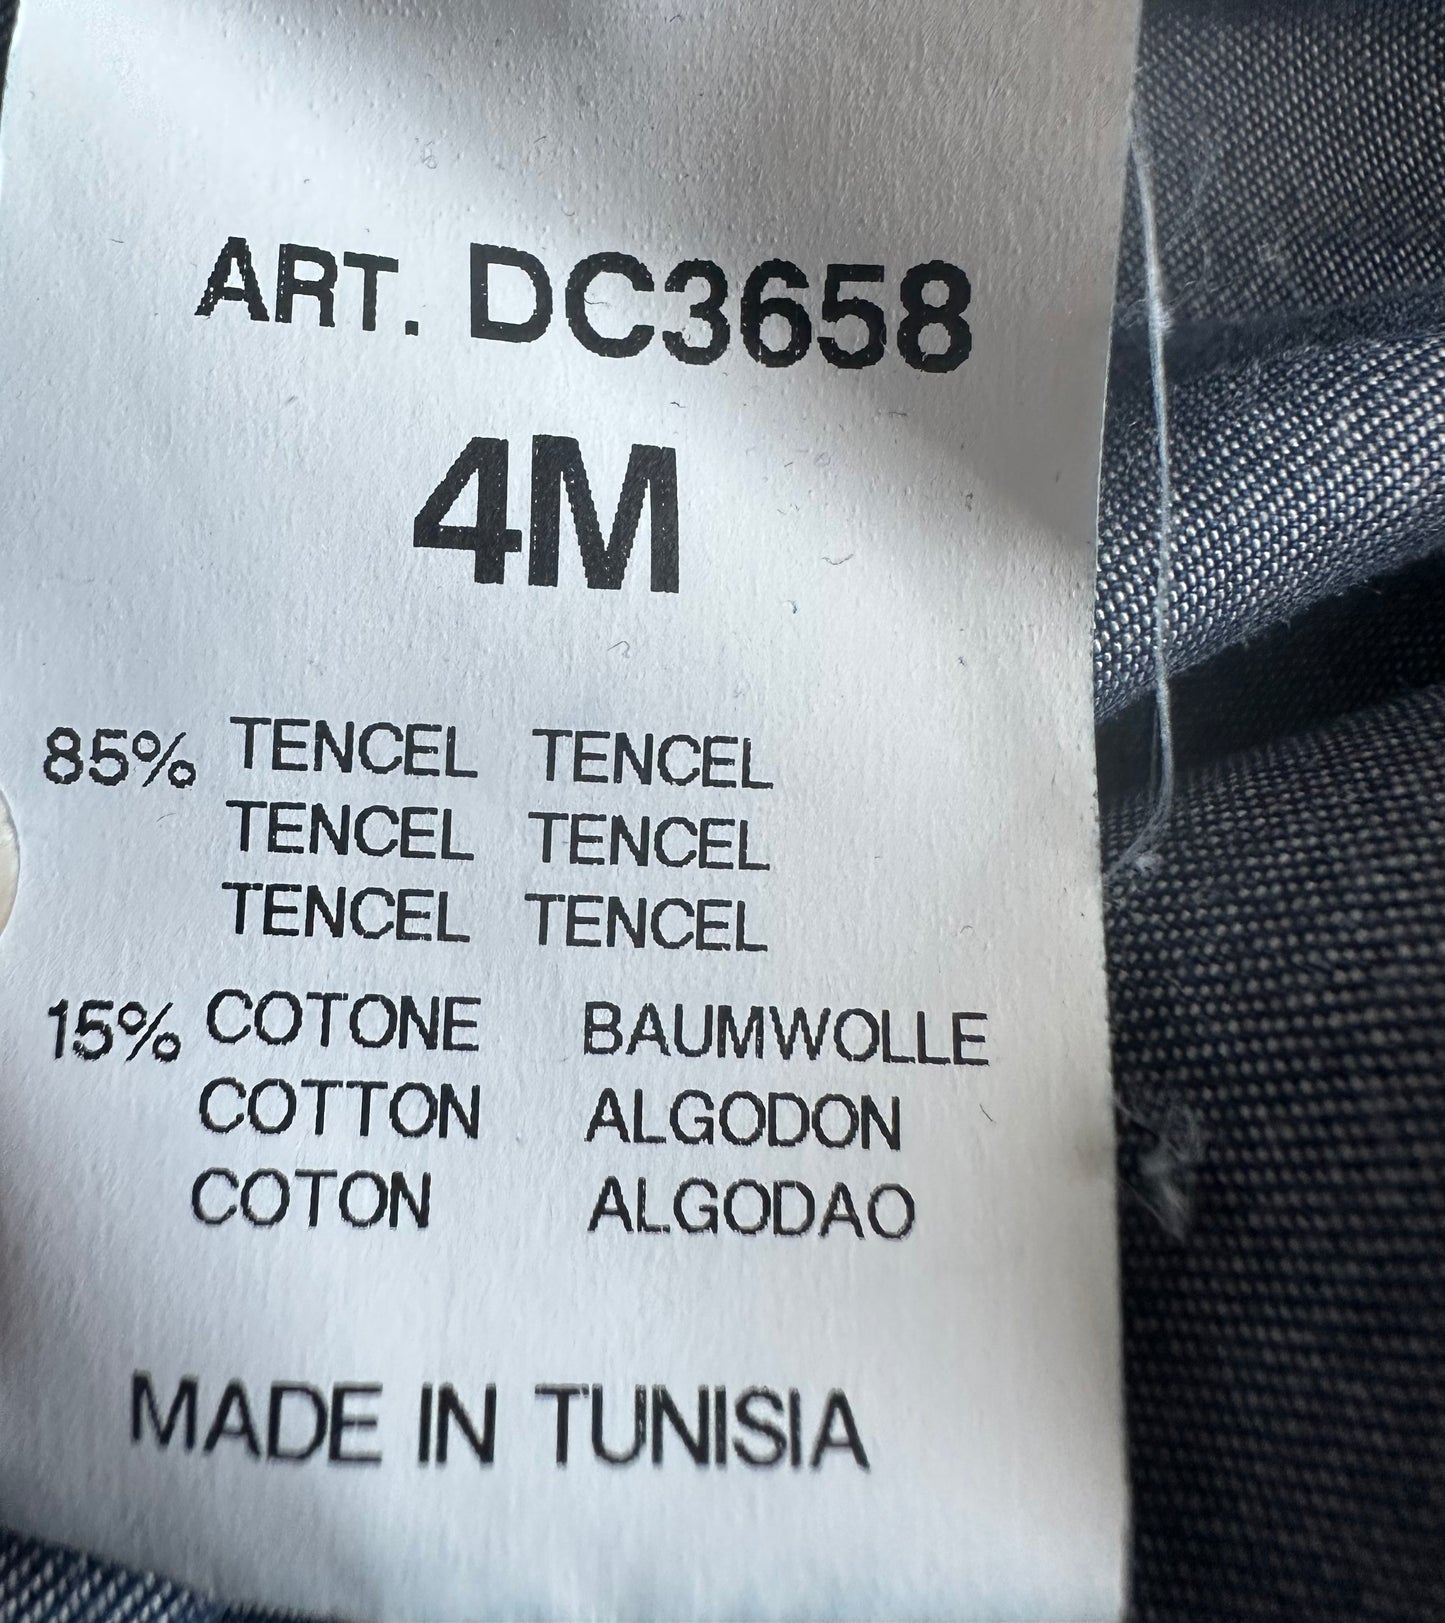 ART. DC3658
4M
85% TENCEL TENCEL
TENCEL TENCEL
TENCEL TENCEL
15% COTONE BAUMWOLLE
COTTON ALGODON
COTON ALGODAO
MADE IN TUNISIA